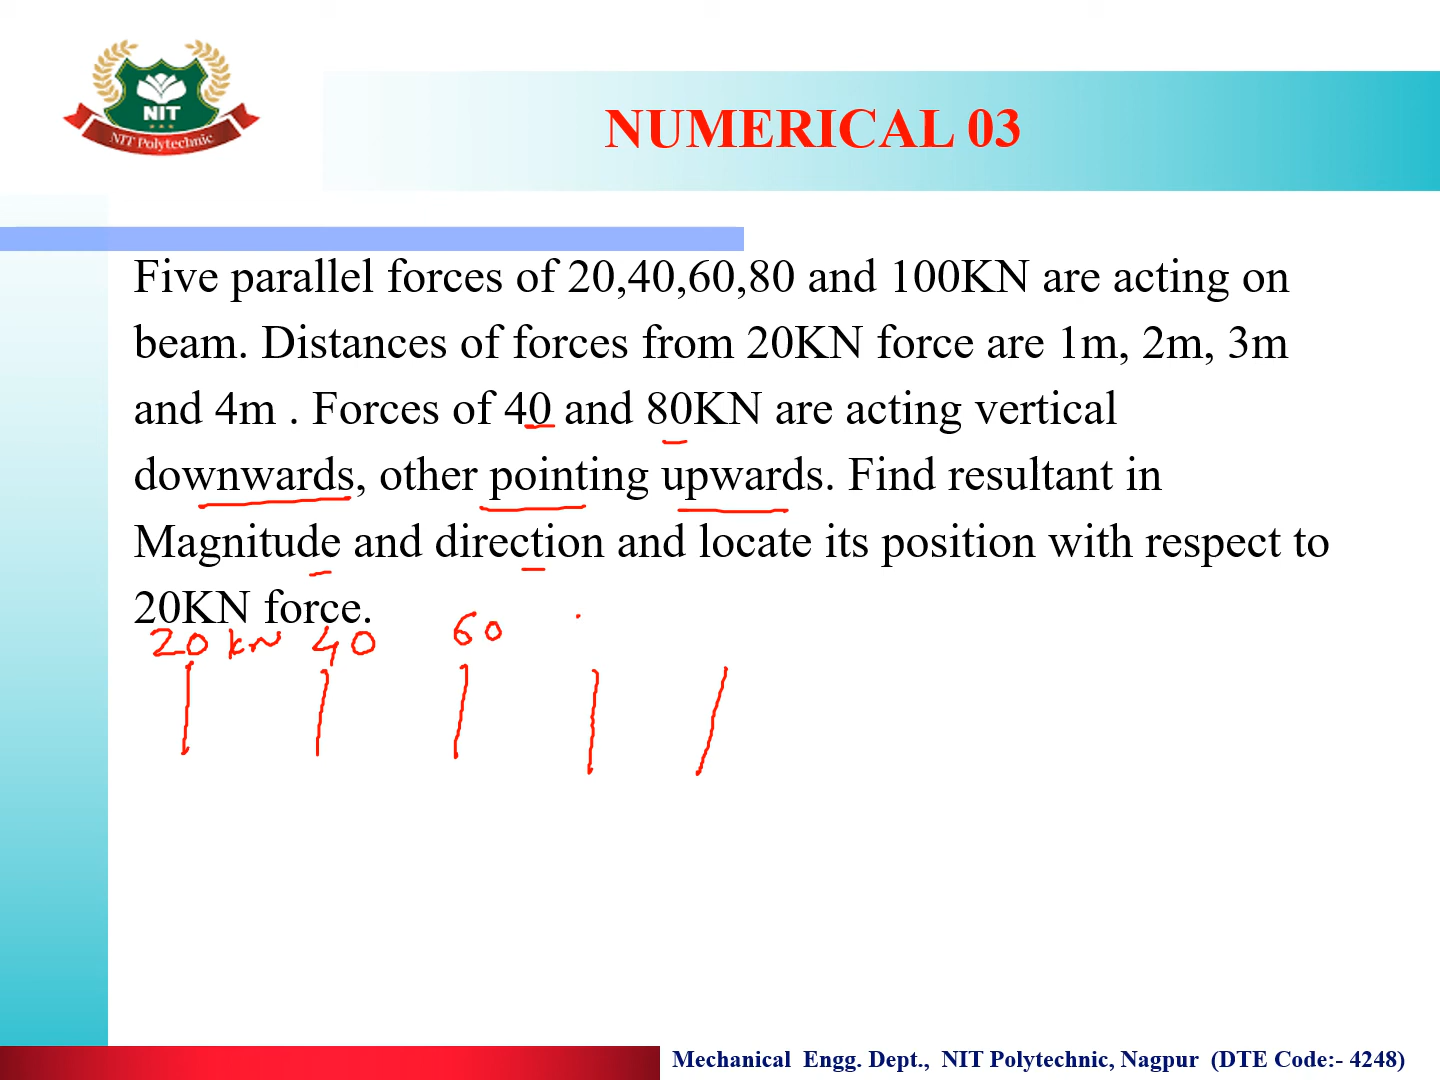 NIT
NIT Polytechnic
NUMERICAL 03
Five parallel forces of 20,40,60,80 and 100KN are acting on
beam. Distances of forces from 20KN force are 1m, 2m, 3m
and 4m . Forces of 40 and 80KN are acting vertical
downwards, other pointing upwards. Find resultant in
Magnitude and direction and locate its position with respect to
20KN force.
20 kN 40 60
Mechanical Engg. Dept., NIT Polytechnic, Nagpur (DTE Code:- 4248)